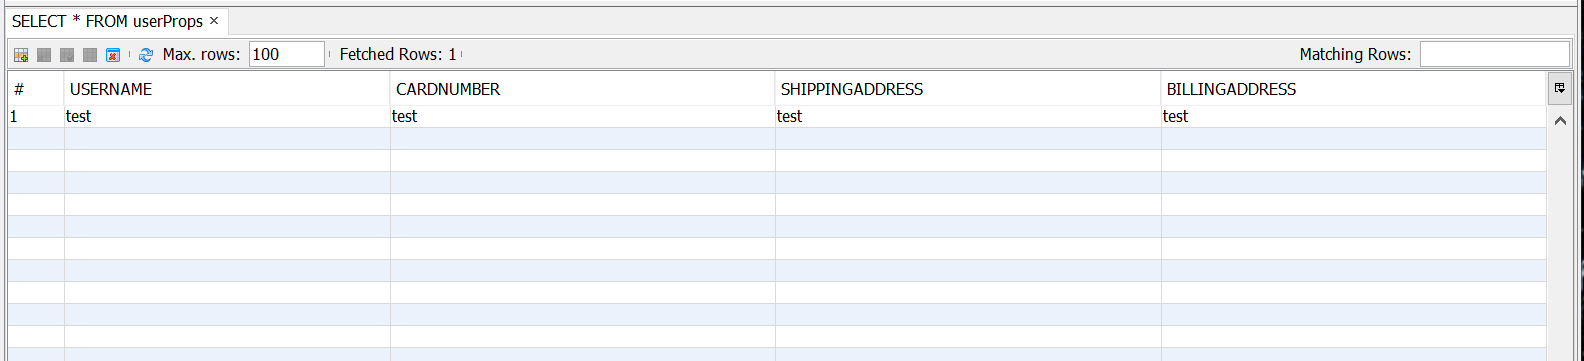 SELECT * FROM userProps ×
Max. rows: 100 Fetched Rows: 1 Matching Rows:
# USERNAME CARDNUMBER SHIPPINGADDRESS BILLINGADDRESS
1 test test test test